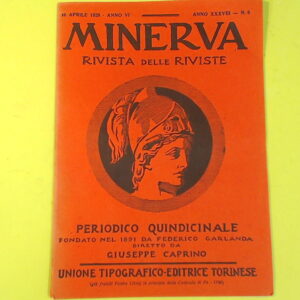 16 APRILE 1928 - ANNO VI ANNO XXXVIII - N. 8
MINERVA
RIVISTA DELLE RIVISTE
PERIODICO QUINDICINALE
FONDATO NEL 1891 DA FEDERICO GARLANDA
DIRETTO DA
GIUSEPPE CAPRINO
UNIONE TIPOGRAFICO-EDITRICE TORINESE